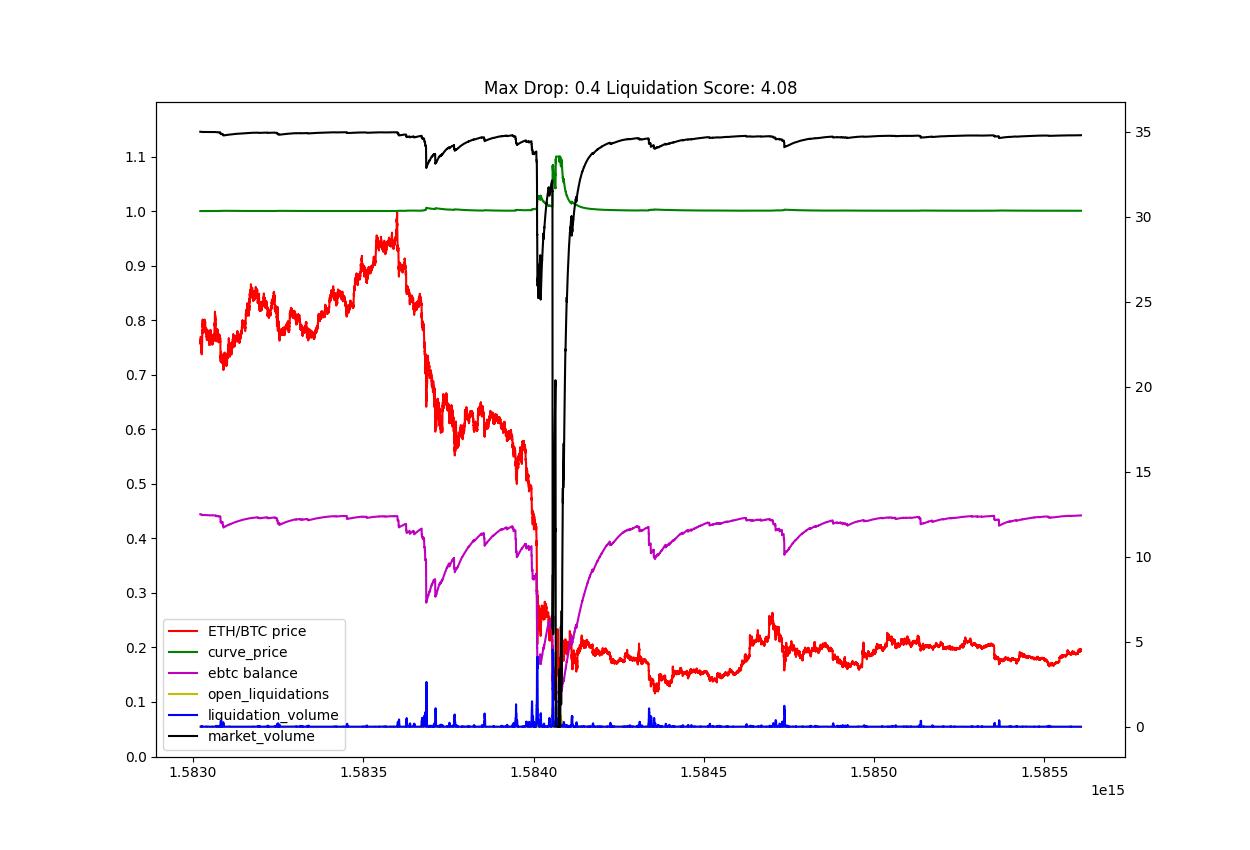 Max Drop: 0.4 Liquidation Score: 4.08
1.1
1.0
0.9
0.8
0.7
0.6
0.5
0.4
0.3
0.2
0.1
0.0
35
30
25
20
15
10
5
0
ETH/BTC price
curve_price
ebtc balance
open_liquidations
liquidation_volume
market_volume
1.5830 1.5835 1.5840 1.5845 1.5850 1.5855
1e15